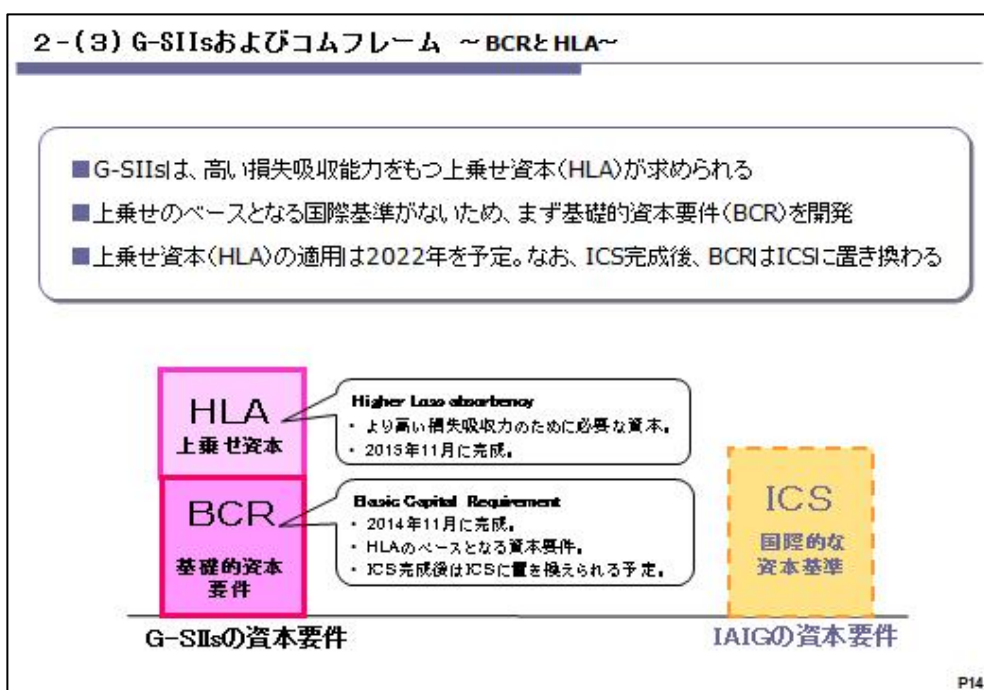 2-(3) G-SIIsおよびコムフレーム ～BCRとHLA～
■G-SIIsは、高い損失吸収能力をもつ上乗せ資本(HLA)が求められる
■上乗せのベースとなる国際基準がないため、まず基礎的資本要件(BCR)を開発
■上乗せ資本(HLA)の適用は2022年を予定。なお、ICS完成後、BCRはICSに置き換わる
HLA
上乗せ資本
Higher Loss absorbency
・ より高い損失吸収力のために必要な資本。
・ 2015年11月に完成。
BCR
基礎的資本
要件
Basic Capital Requirement
・ 2014年11月に完成。
・ HLAのベースとなる資本要件。
・ ICS完成後はICSに置き換えられる予定。
ICS
国際的な
資本基準
G-SIIsの資本要件
IAIGの資本要件
P14